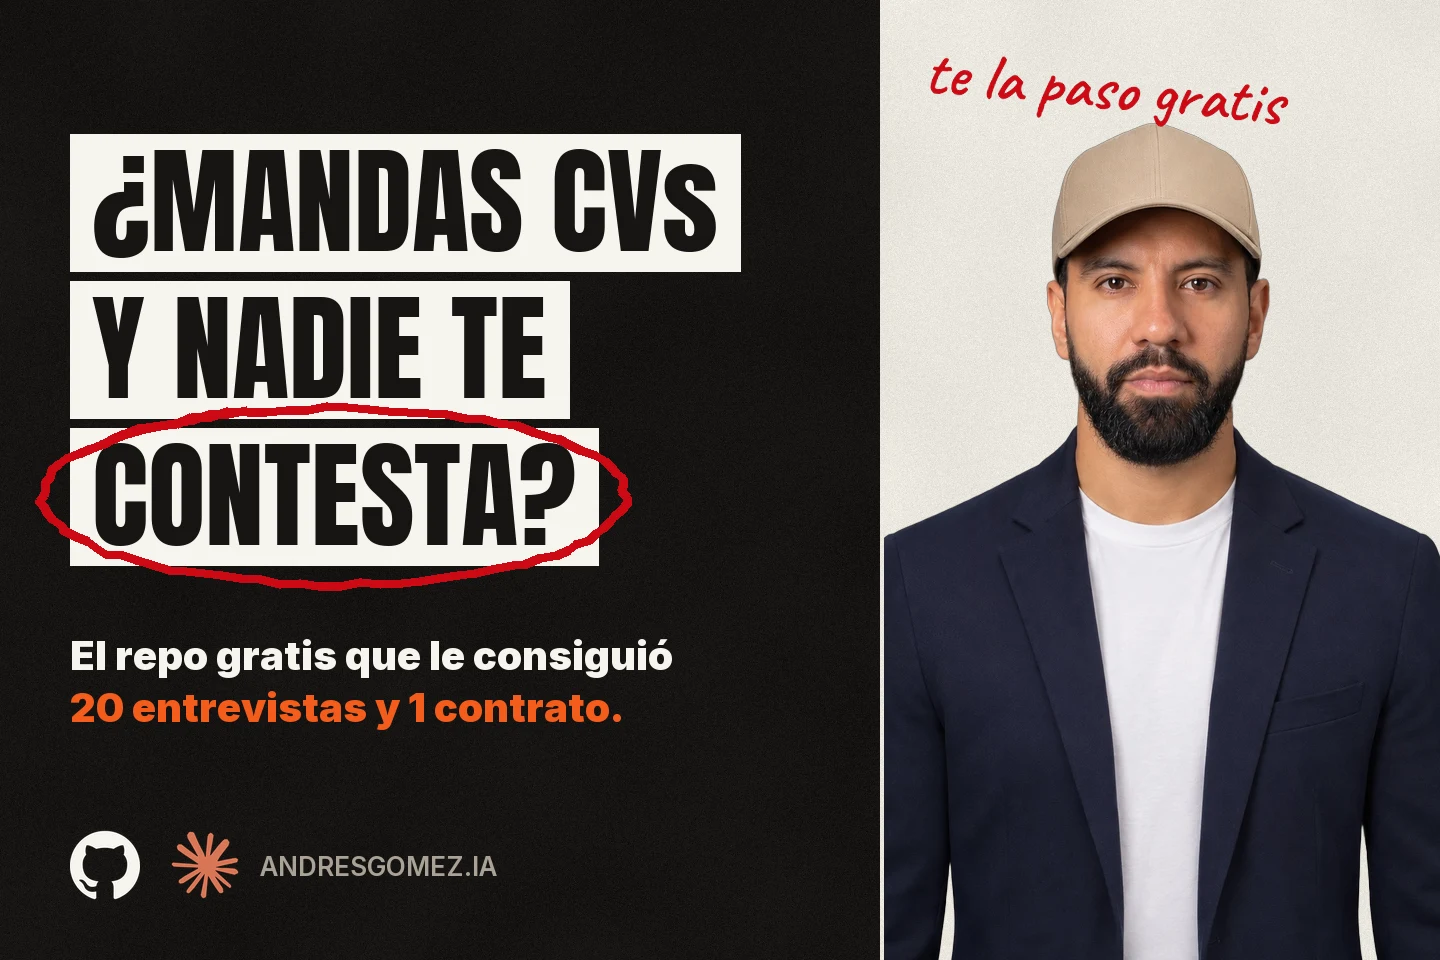 te la paso gratis
¿MANDAS CVs
Y NADIE TE
CONTESTA?
El repo gratis que le consiguió
20 entrevistas y 1 contrato.
ANDRESGOMEZ.IA